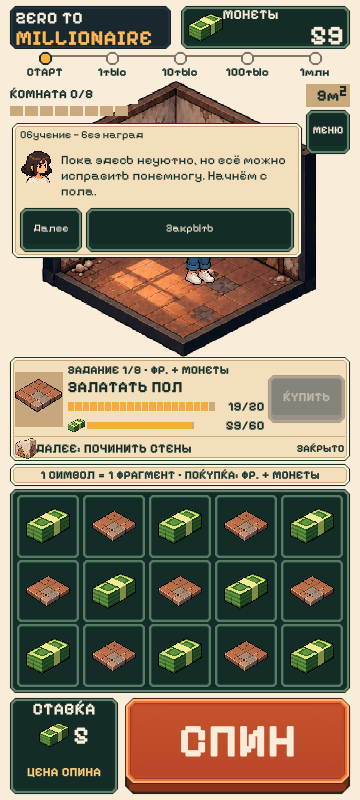 ZERO TO
MILLIONAIRE
МОНЕТЫ
89
СТАРТ
1тыс
10тыс
100тыс
1млн
КОМНАТА 0/8
9м²
МЕНЮ
Обучение – без наград
Пока здесь неуютно, но всё можно
исправить понемногу. Начнём с
пола.
Далее
Закрыть
ЗАДАНИЕ 1/8 · ФР. + МОНЕТЫ
ЗАЛАТАТЬ ПОЛ
19/20
КУПИТЬ
89/60
ДАЛЕЕ: ПОЧИНИТЬ СТЕНЫ
ЗАКРЫТО
1 СИМВОЛ = 1 ФРАГМЕНТ · ПОКУПКА: ФР. + МОНЕТЫ
СТАВКА
8
ЦЕНА СПИНА
СПИН